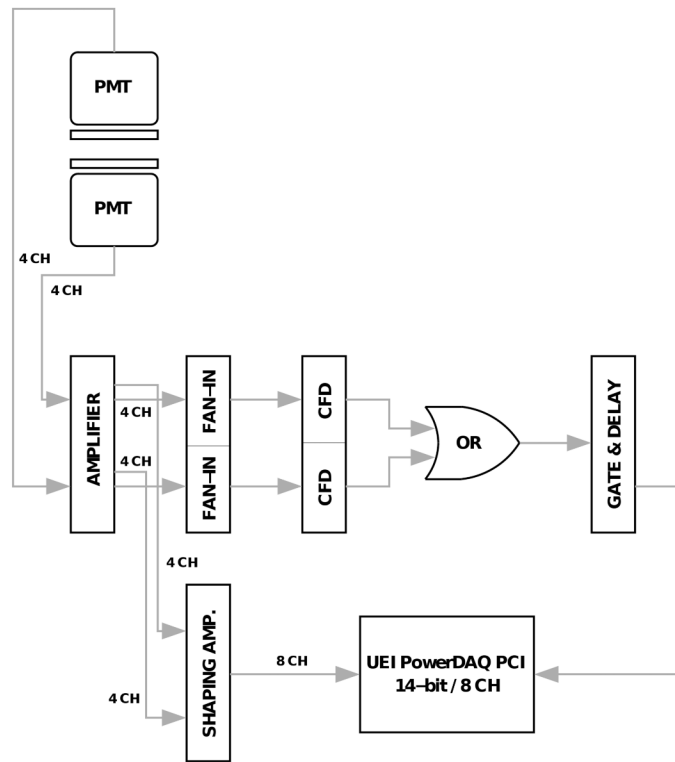 PMT
PMT
4 CH
4 CH
AMPLIFIER
4 CH
4 CH
FAN–IN
FAN–IN
CFD
CFD
OR
GATE & DELAY
4 CH
4 CH
SHAPING AMP.
8 CH
UEI PowerDAQ PCI
14–bit / 8 CH